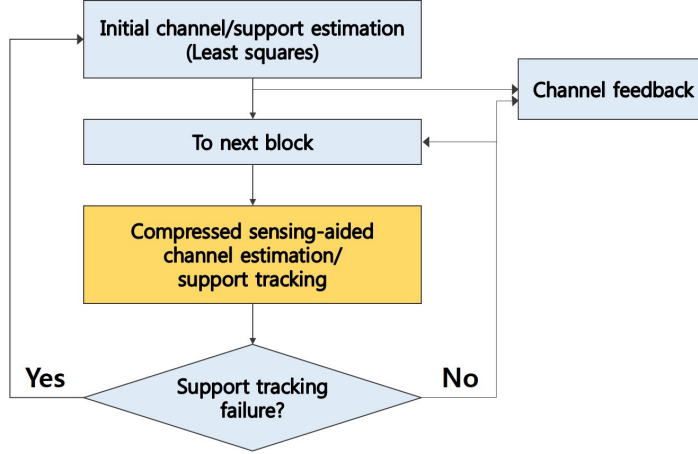 Initial channel/support estimation
(Least squares)
Channel feedback
To next block
Compressed sensing-aided
channel estimation/
support tracking
Yes
No
Support tracking
failure?